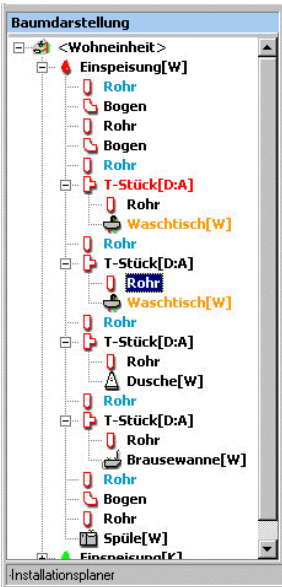 Baumdarstellung
<Wohneinheit>
Einspeisung[W]
Rohr
Bogen
Rohr
Bogen
Rohr
T-Stück[D:A]
Rohr
Waschtisch[W]
Rohr
T-Stück[D:A]
Rohr
Waschtisch[W]
Rohr
T-Stück[D:A]
Rohr
Dusche[W]
Rohr
T-Stück[D:A]
Rohr
Brausewanne[W]
Rohr
Bogen
Rohr
Spüle[W]
Einspeisung[K]
Installationsplaner